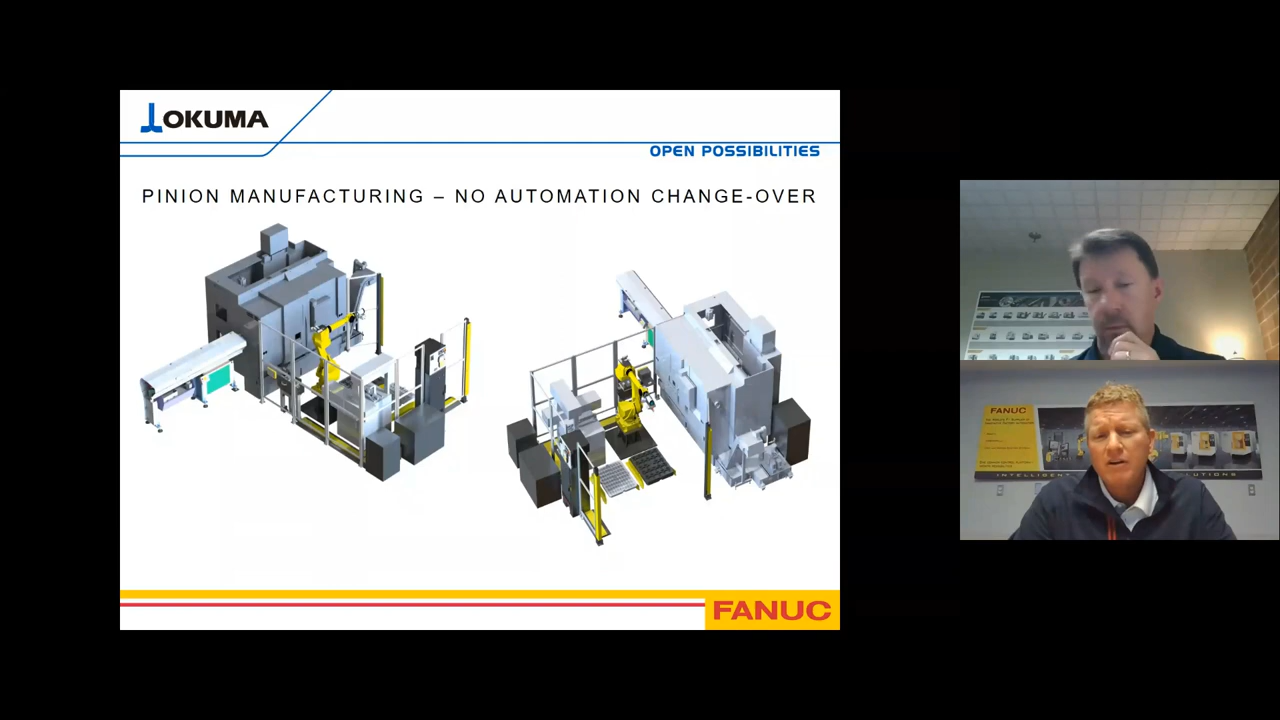 OKUMA
OPEN POSSIBILITIES
PINION MANUFACTURING – NO AUTOMATION CHANGE-OVER
FANUC
FANUC